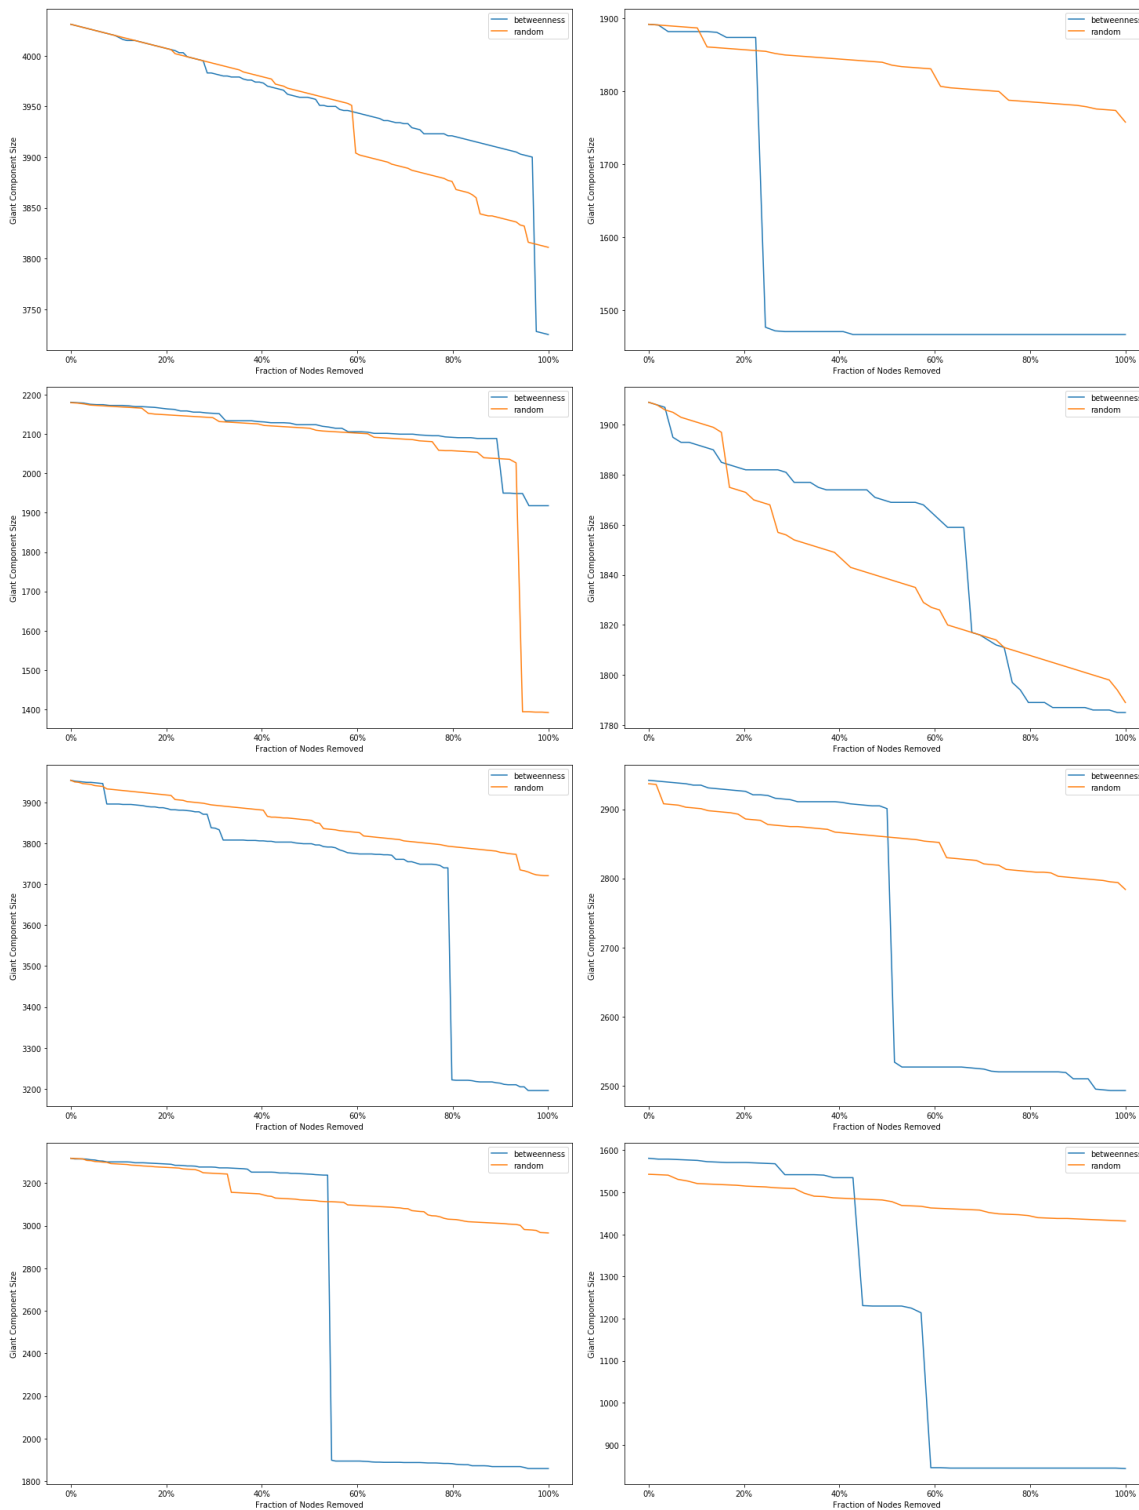 betweenness
random
Giant Component Size
4000
3950
3900
3850
3800
3750
0% 20% 40% 60% 80% 100%
Fraction of Nodes Removed
betweenness
random
Giant Component Size
1900
1800
1700
1600
1500
0% 20% 40% 60% 80% 100%
Fraction of Nodes Removed
betweenness
random
Giant Component Size
2200
2100
2000
1900
1800
1700
1600
1500
1400
0% 20% 40% 60% 80% 100%
Fraction of Nodes Removed
betweenness
random
Giant Component Size
1900
1880
1860
1840
1820
1800
1780
0% 20% 40% 60% 80% 100%
Fraction of Nodes Removed
betweenness
random
Giant Component Size
3900
3800
3700
3600
3500
3400
3300
3200
0% 20% 40% 60% 80% 100%
Fraction of Nodes Removed
betweenness
random
Giant Component Size
2900
2800
2700
2600
2500
0% 20% 40% 60% 80% 100%
Fraction of Nodes Removed
betweenness
random
Giant Component Size
3200
3000
2800
2600
2400
2200
2000
1800
0% 20% 40% 60% 80% 100%
Fraction of Nodes Removed
betweenness
random
Giant Component Size
1600
1500
1400
1300
1200
1100
1000
900
0% 20% 40% 60% 80% 100%
Fraction of Nodes Removed